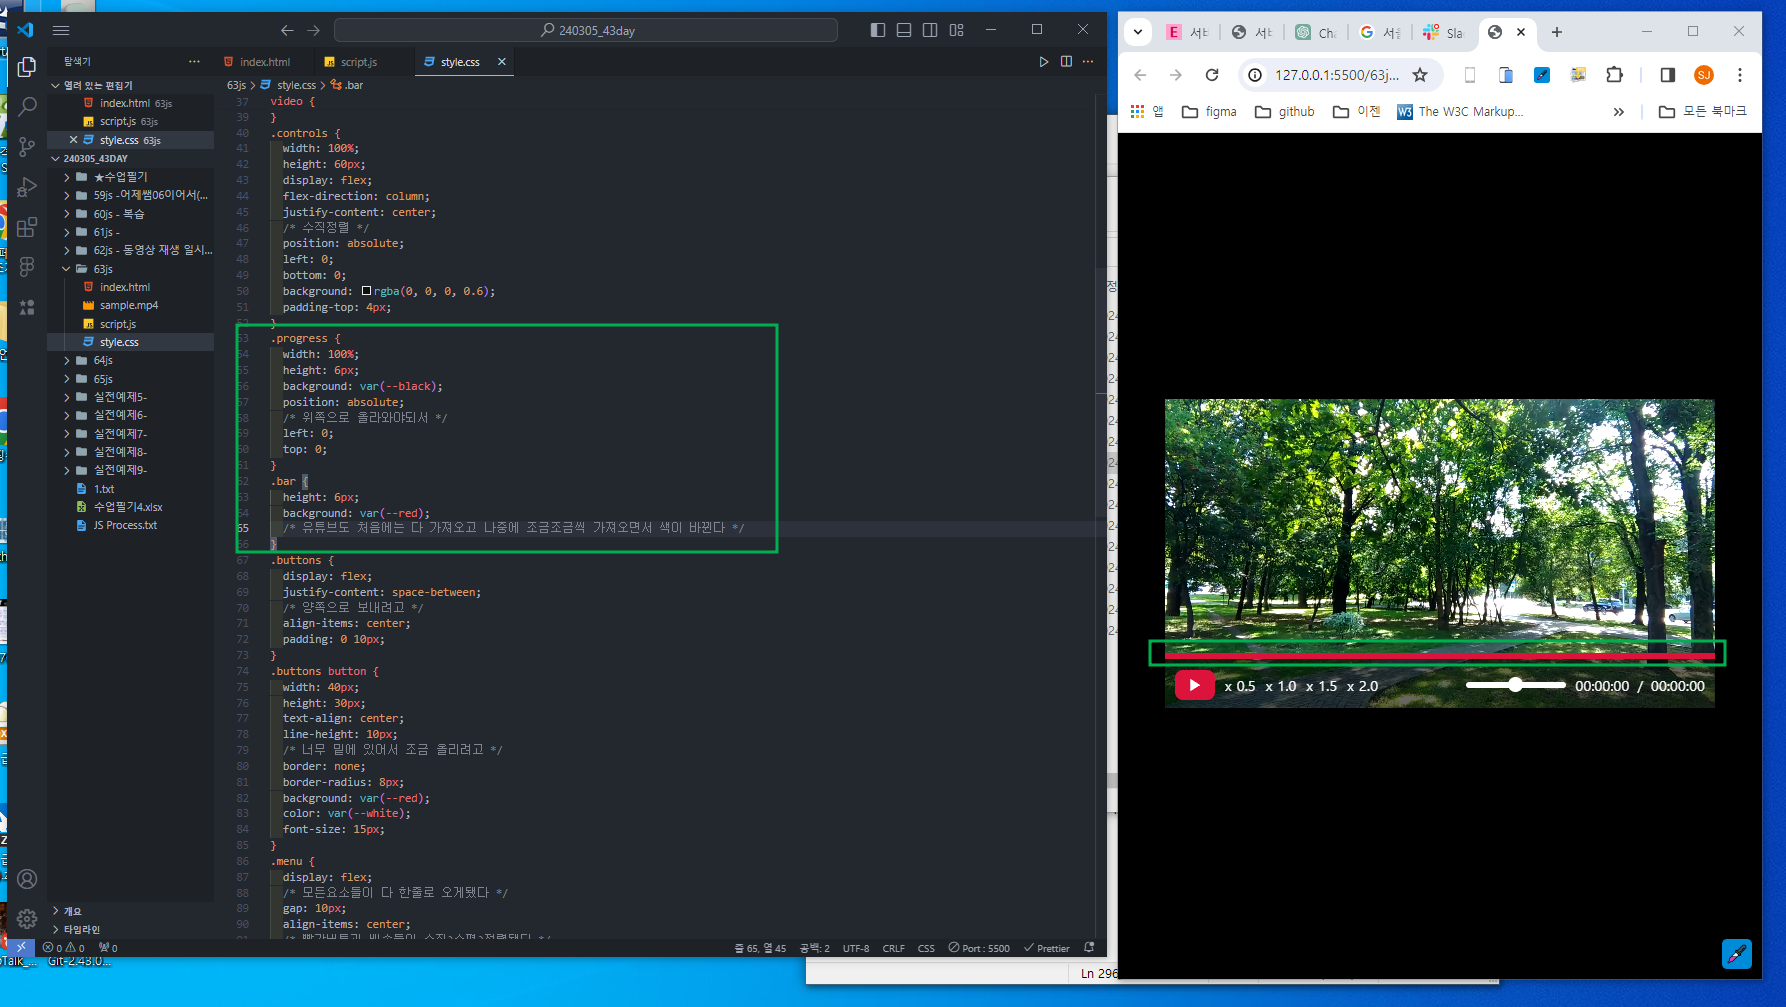 240305_43day
탐색기
index.html
script.js
style.css
63js > style.css > .bar
열려 있는 편집기
index.html 63js
script.js 63js
style.css 63js
240305_43DAY
★수업필기
59js -어제쌤06이어서(...
60js - 복습
61js -
62js - 동영상 재생 일시...
63js
index.html
sample.mp4
script.js
style.css
64js
65js
실전예제5-
실전예제6-
실전예제7-
실전예제8-
실전예제9-
1.txt
수업필기4.xlsx
JS Process.txt
개요
타임라인
37 video {
39 }
40 .controls {
41 width: 100%;
42 height: 60px;
43 display: flex;
44 flex-direction: column;
45 justify-content: center;
46 /* 수직정렬 */
47 position: absolute;
48 left: 0;
49 bottom: 0;
50 background: rgba(0, 0, 0, 0.6);
51 padding-top: 4px;
52 }
53 .progress {
54 width: 100%;
55 height: 6px;
56 background: var(--black);
57 position: absolute;
58 /* 위쪽으로 올라와야되서 */
59 left: 0;
60 top: 0;
61 }
62 .bar {
63 height: 6px;
64 background: var(--red);
65 /* 유튜브도 처음에는 다 가져오고 나중에 조금조금씩 가져오면서 색이 바뀐다 */
66 }
67 .buttons {
68 display: flex;
69 justify-content: space-between;
70 /* 양쪽으로 보내려고 */
71 align-items: center;
72 padding: 0 10px;
73 }
74 .buttons button {
75 width: 40px;
76 height: 30px;
77 text-align: center;
78 line-height: 10px;
79 /* 너무 밑에 있어서 조금 올리려고 */
80 border: none;
81 border-radius: 8px;
82 background: var(--red);
83 color: var(--white);
84 font-size: 15px;
85 }
86 .menu {
87 display: flex;
88 /* 모든요소들이 다 한줄로 오게됐다 */
89 gap: 10px;
90 align-items: center;
0 0 0
줄 65, 열 45 공백: 2 UTF-8 CRLF CSS Port : 5500 Prettier
Git-2.43.0...
Ln 296
E 서ㅂ
서ㅂ
Cha
서울
Sla
127.0.0.1:5500/63j...
SJ
앱 figma github 이젠 W3 The W3C Markup... » 모든 북마크
x 0.5 x 1.0 x 1.5 x 2.0 00:00:00 / 00:00:00